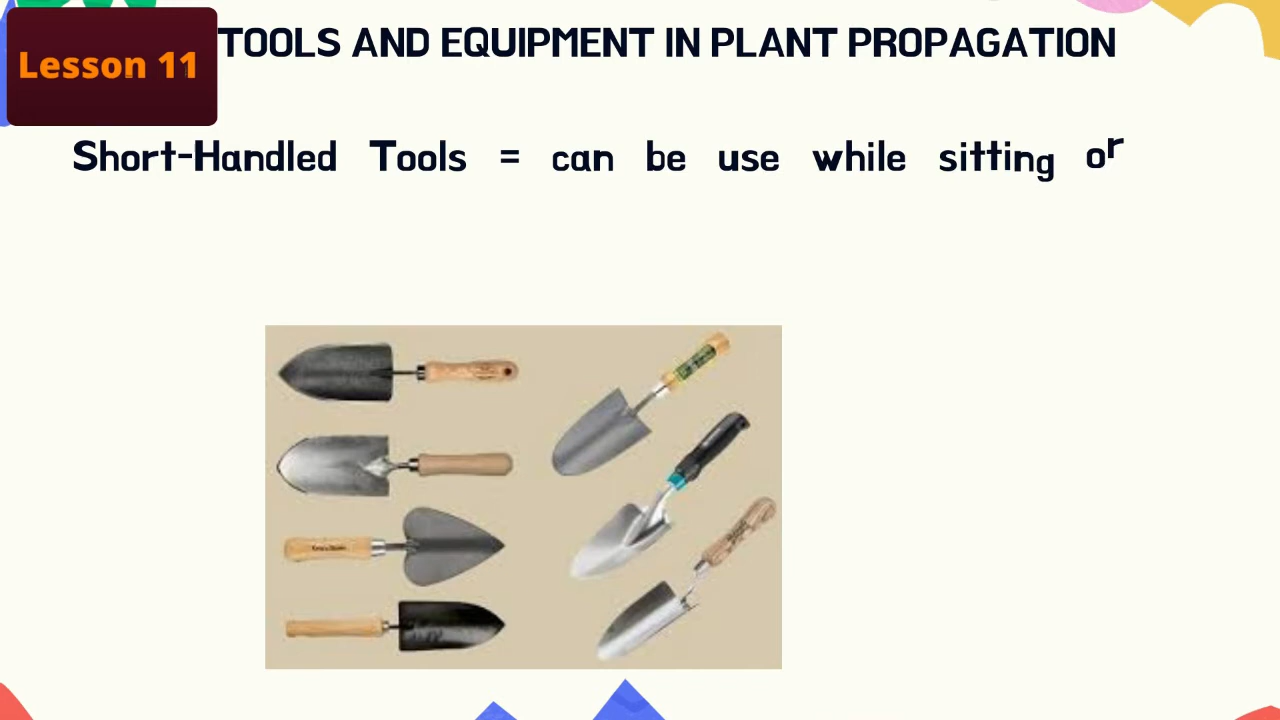 Lesson 11
TOOLS AND EQUIPMENT IN PLANT PROPAGATION
Short-Handled Tools = can be use while sitting or